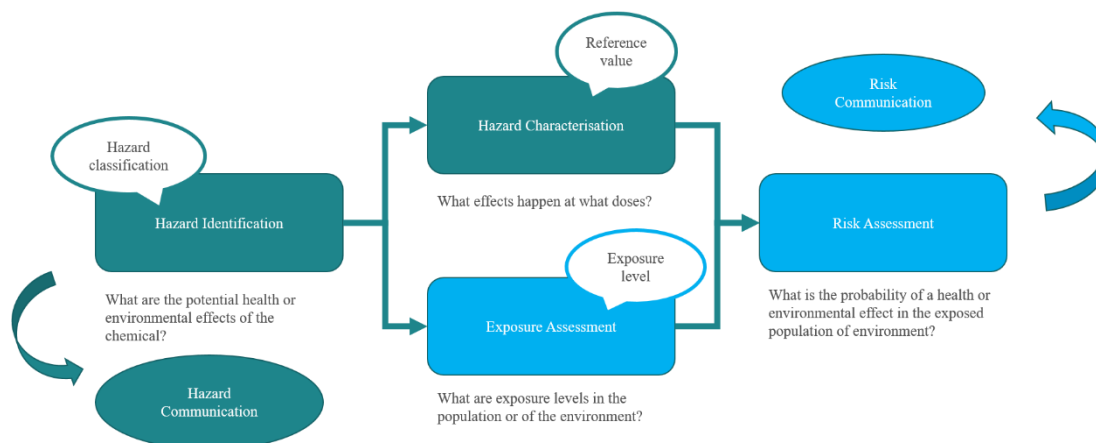 Reference
value
Risk
Communication
Hazard Characterisation
Hazard
classification
What effects happen at what doses?
Hazard Identification
Risk Assessment
Exposure
level
What are the potential health or
environmental effects of the
chemical?
What is the probability of a health or
environmental effect in the exposed
population of environment?
Exposure Assessment
Hazard
Communication
What are exposure levels in the
population or of the environment?